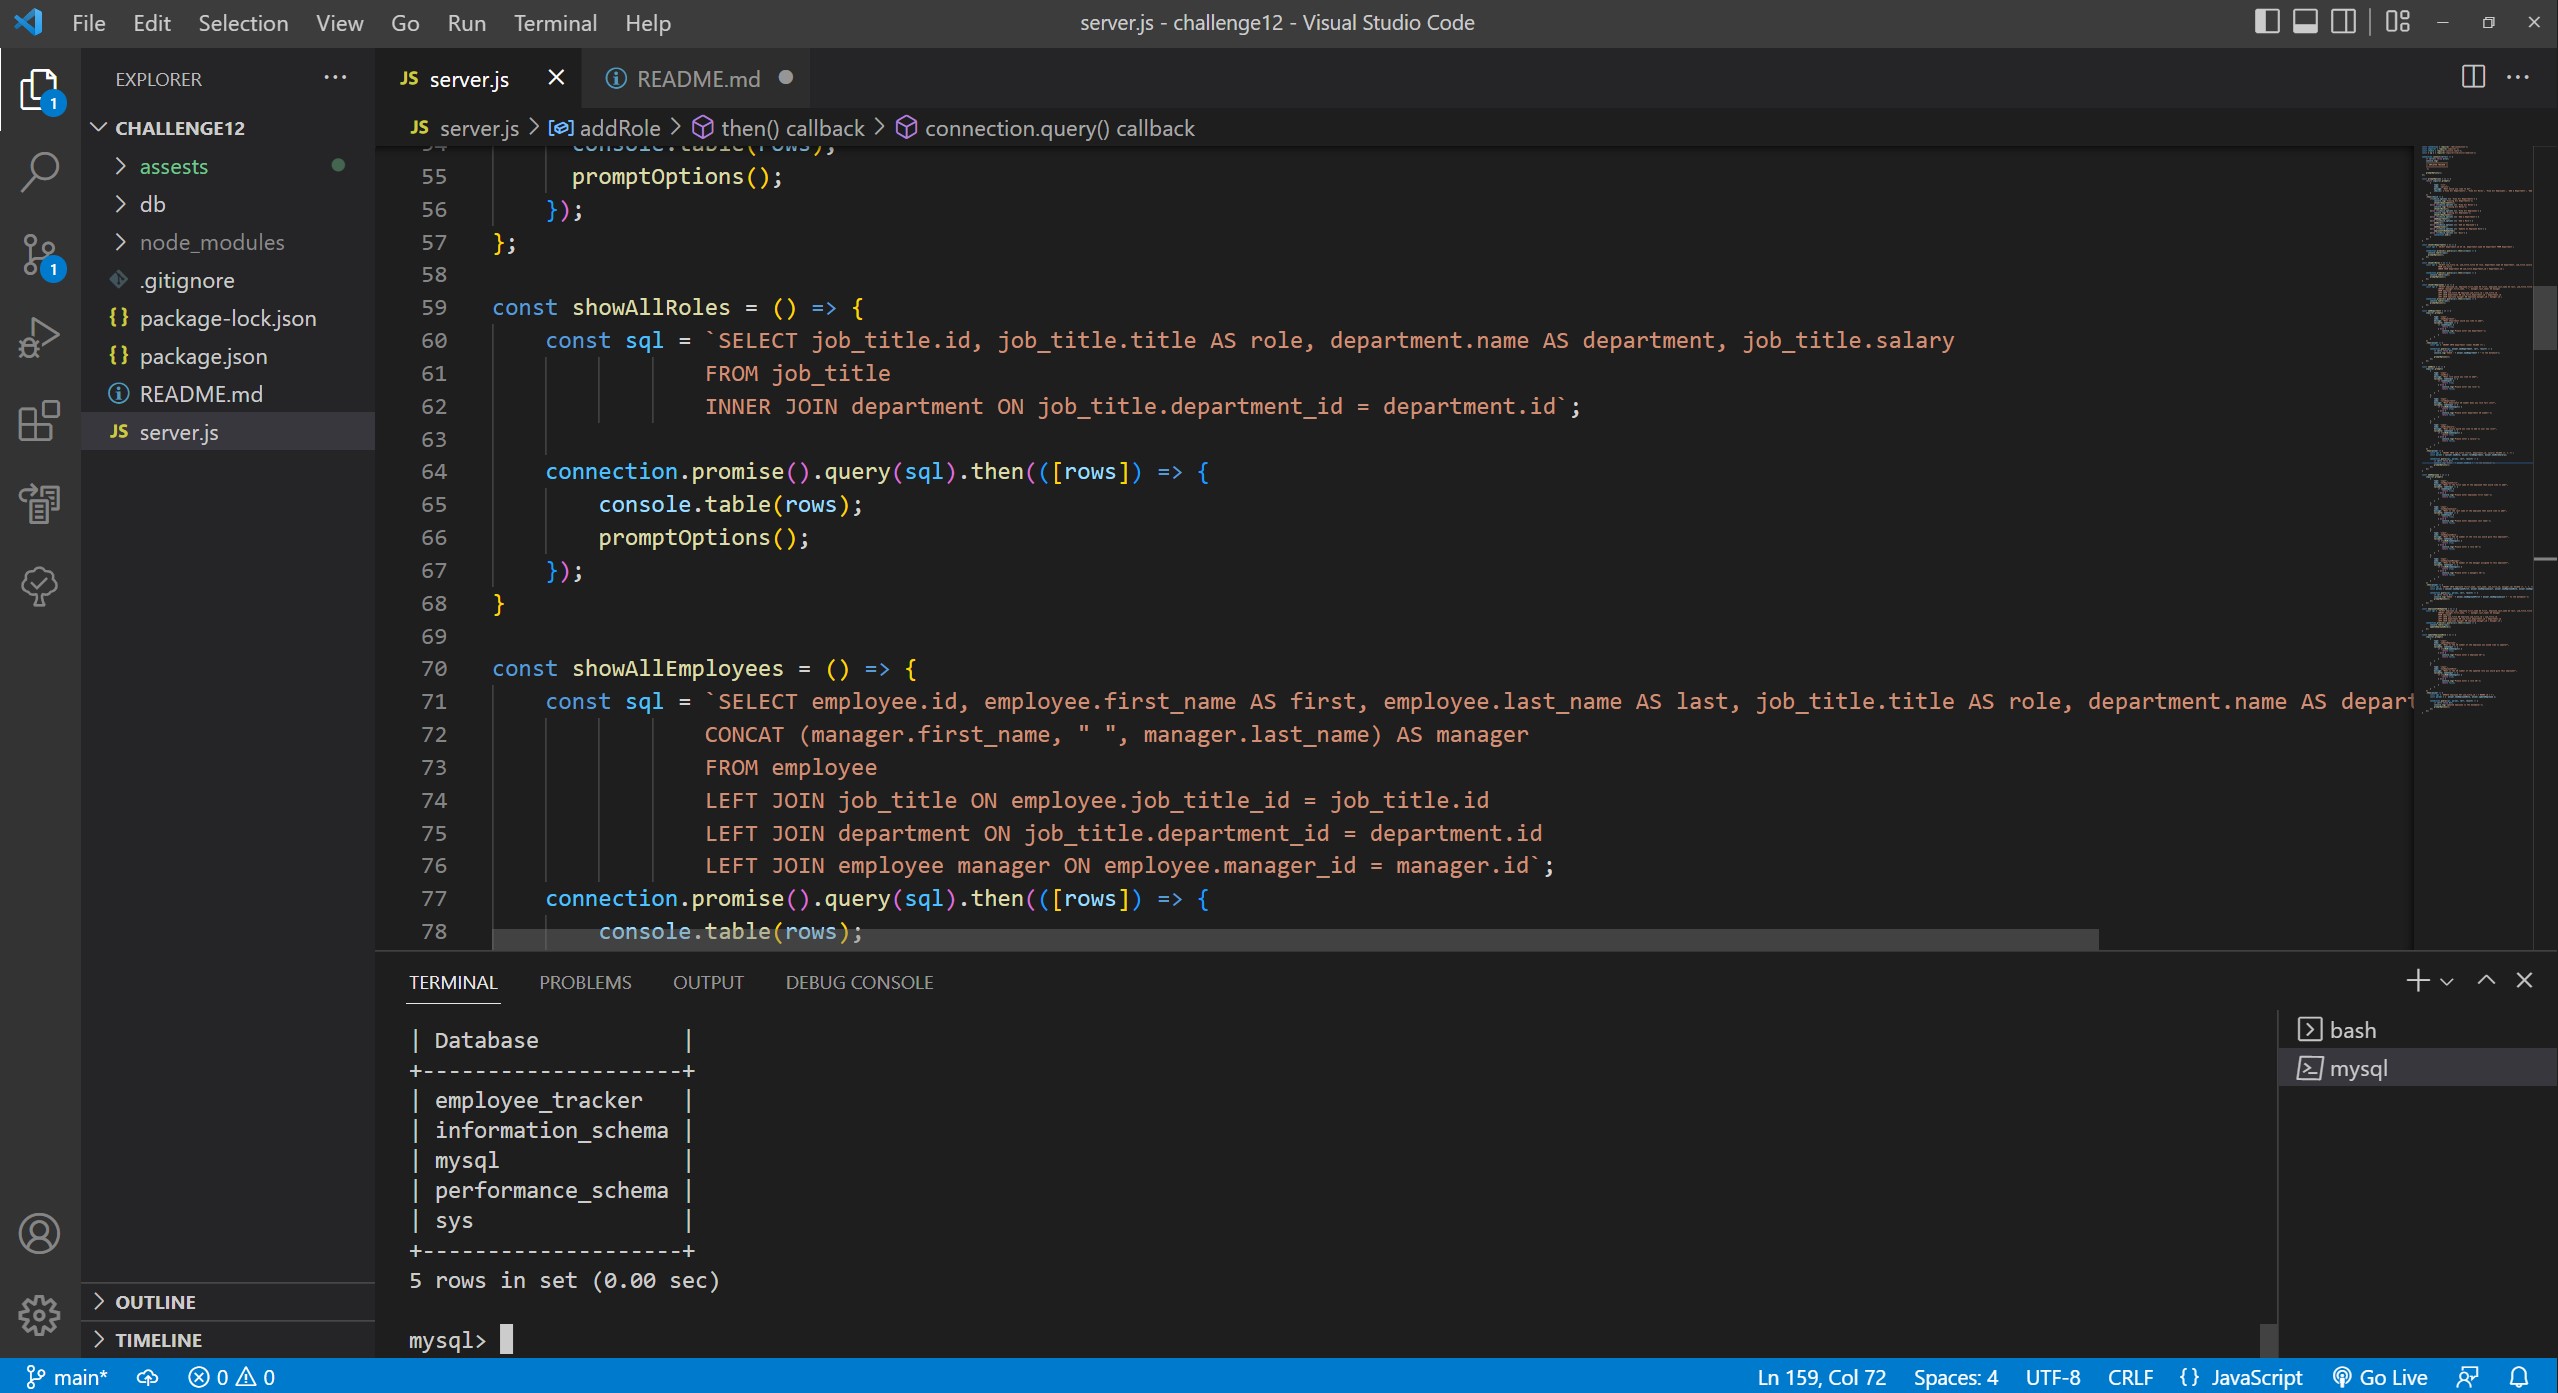 File Edit Selection View Go Run Terminal Help server.js - challenge12 - Visual Studio Code
EXPLORER
CHALLENGE12
assests
db
node_modules
.gitignore
package-lock.json
package.json
README.md
JS server.js
OUTLINE
TIMELINE
1
1
JS server.js README.md
JS server.js > addRole > then() callback > connection.query() callback
54 console.table(rows);
55 promptOptions();
56 });
57 };
58
59 const showAllRoles = () => {
60 const sql = `SELECT job_title.id, job_title.title AS role, department.name AS department, job_title.salary
61 FROM job_title
62 INNER JOIN department ON job_title.department_id = department.id`;
63
64 connection.promise().query(sql).then(([rows]) => {
65 console.table(rows);
66 promptOptions();
67 });
68 }
69
70 const showAllEmployees = () => {
71 const sql = `SELECT employee.id, employee.first_name AS first, employee.last_name AS last, job_title.title AS role, department.name AS depart
72 CONCAT (manager.first_name, " ", manager.last_name) AS manager
73 FROM employee
74 LEFT JOIN job_title ON employee.job_title_id = job_title.id
75 LEFT JOIN department ON job_title.department_id = department.id
76 LEFT JOIN employee manager ON employee.manager_id = manager.id`;
77 connection.promise().query(sql).then(([rows]) => {
78 console.table(rows);
TERMINAL PROBLEMS OUTPUT DEBUG CONSOLE
| Database |
+--------------------+
| employee_tracker |
| information_schema |
| mysql |
| performance_schema |
| sys |
+--------------------+
5 rows in set (0.00 sec)
mysql>
bash
mysql
main* 0 0 Ln 159, Col 72 Spaces: 4 UTF-8 CRLF {} JavaScript Go Live